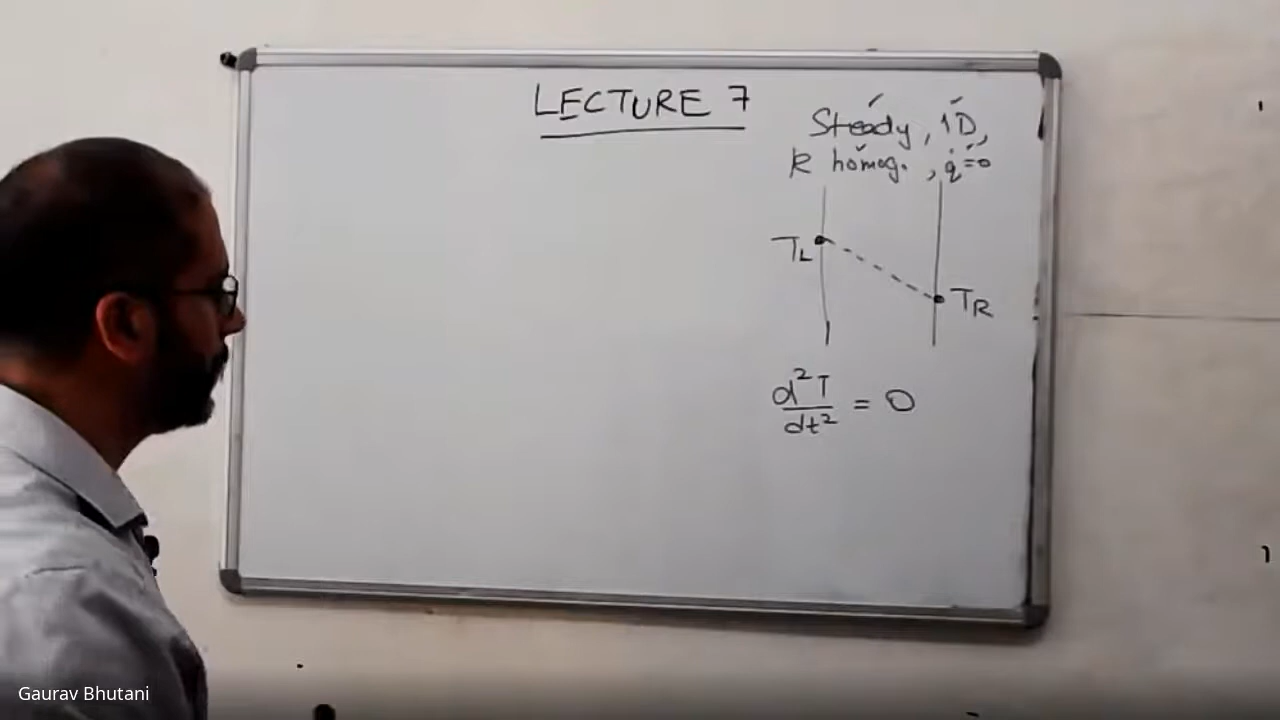 LECTURE 7
Steady, 1D,
k homog., q̇=0
TL
TR
d²T/dt² = 0
Gaurav Bhutani